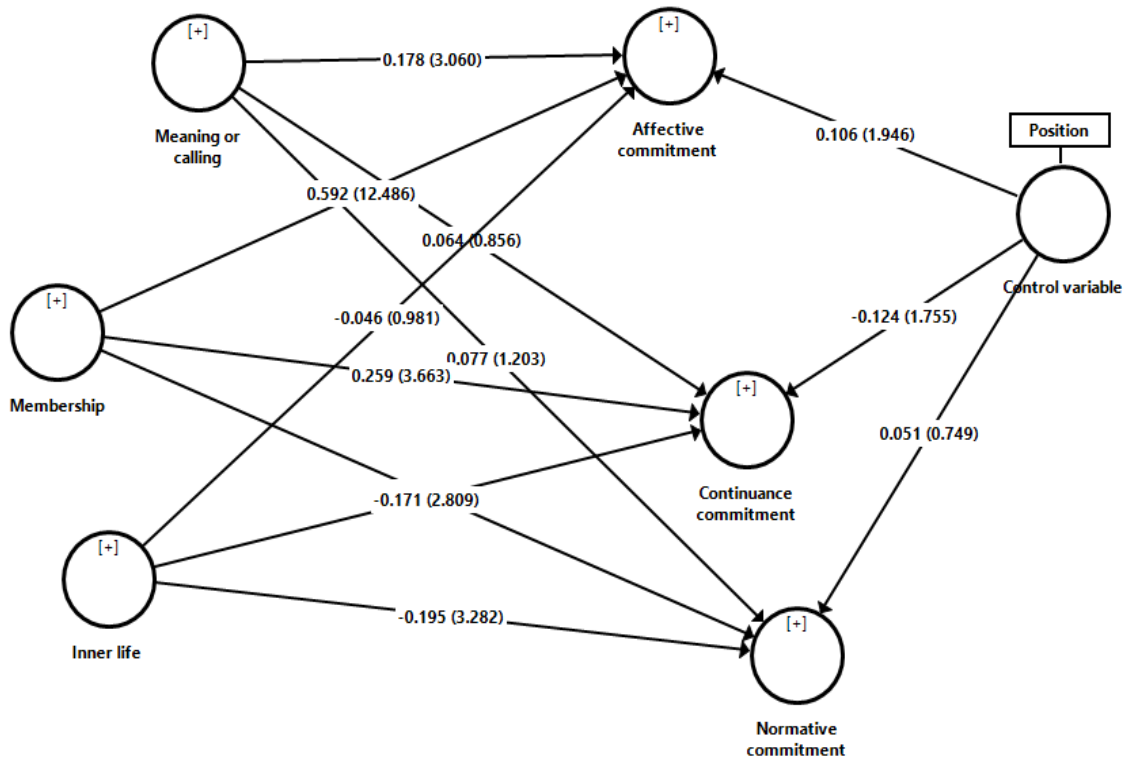 [+]
[+]
0.178 (3.060)
Meaning or
calling
Affective
commitment
0.106 (1.946)
Position
0.592 (12.486)
0.064 (0.856)
Control variable
[+]
-0.046 (0.981)
-0.124 (1.755)
0.077 (1.203)
0.259 (3.663)
[+]
Membership
0.051 (0.749)
-0.171 (2.809)
Continuance
commitment
[+]
-0.195 (3.282)
[+]
Inner life
Normative
commitment